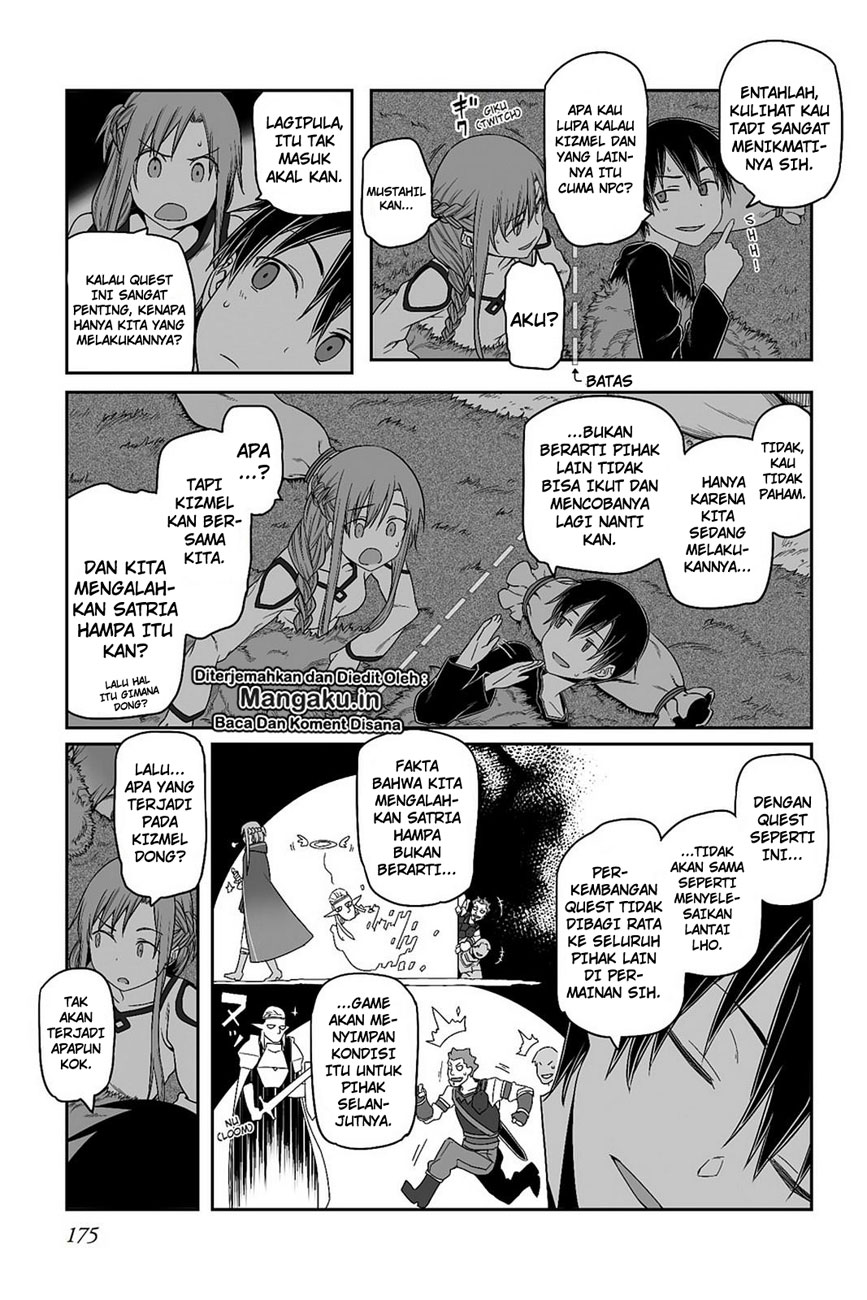 ENTAHLAH,
KULIHAT KAU
TADI SANGAT
MENIKMATI-
NYA SIH.
SHH!
APA KAU
LUPA KALAU
KIZMEL DAN
YANG LAIN-
NYA ITU
CUMA NPC?
ギク
GIKU
(TWITCH)
MUSTAHIL
KAN...
AKU?
BATAS
LAGIPULA,
ITU TAK
MASUK
AKAL KAN.
KALAU QUEST
INI SANGAT
PENTING, KENAPA
HANYA KITA YANG
MELAKUKANNYA?
TIDAK,
KAU
TIDAK
PAHAM.
HANYA
KARENA
KITA
SEDANG
MELAKU-
KANNYA...
...BUKAN
BERARTI PIHAK
LAIN TIDAK
BISA IKUT DAN
MENCOBANYA
LAGI NANTI
KAN.
APA
...?
TAPI
KIZMEL
KAN BER-
SAMA
KITA.
DAN KITA
MENGALAH-
KAN SATRIA
HAMPA ITU
KAN?
LALU HAL
ITU GIMANA
DONG?
Diterjemahkan dan Diedit Oleh :
Mangaku.in
Baca Dan Koment Disana
DENGAN
QUEST
SEPERTI
INI...
...TIDAK
AKAN SAMA
SEPERTI
MENYELE-
SAIKAN
LANTAI
LHO.
PER-
KEMBANGAN
QUEST TIDAK
DIBAGI RATA
KE SELURUH
PIHAK LAIN
DI PER-
MAINAN SIH.
FAKTA
BAHWA KITA
MENGALAH-
KAN SATRIA
HAMPA
BUKAN
BERARTI...
...GAME
AKAN ME-
NYIMPAN
KONDISI
ITU UNTUK
PIHAK
SELAN-
JUTNYA.
ヌッ
NU
(LOOM)
LALU...
APA YANG
TERJADI
PADA
KIZMEL
DONG?
TAK
AKAN
TERJADI
APAPUN
KOK.
175